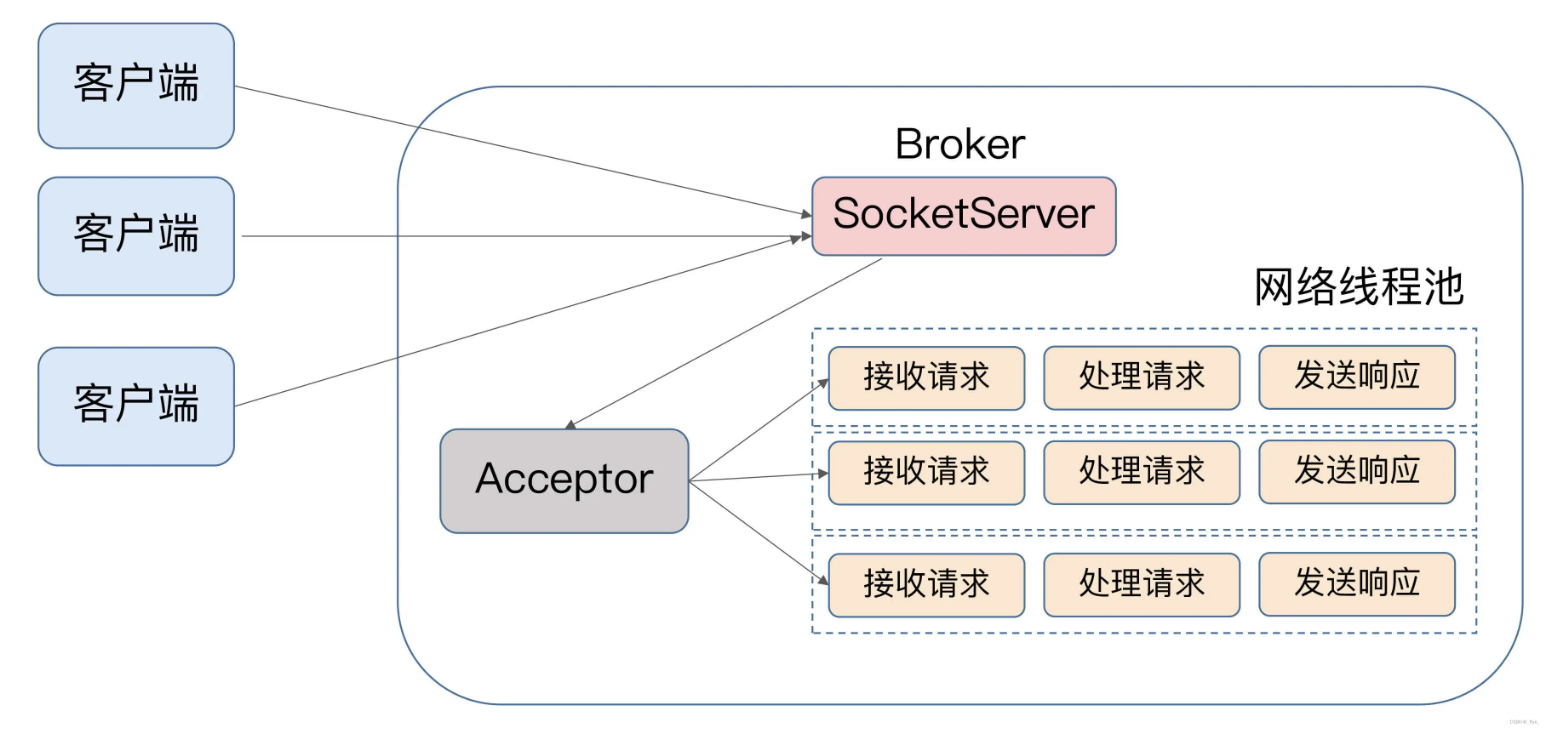 客户端
客户端
客户端
Broker
SocketServer
网络线程池
Acceptor
接收请求 处理请求 发送响应
接收请求 处理请求 发送响应
接收请求 处理请求 发送响应